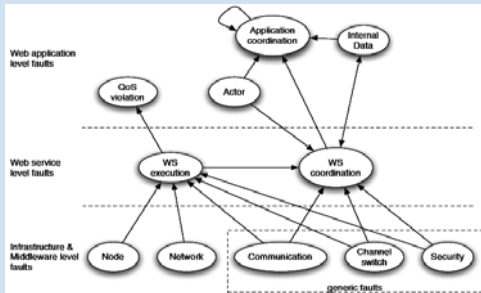 Web application
level faults
Application
coordination
Internal
Data
QoS
violation
Actor
Web service
level faults
WS
execution
WS
coordination
Infrastructure &
Middleware level
faults
Node
Network
Communication
Channel
switch
Security
generic faults